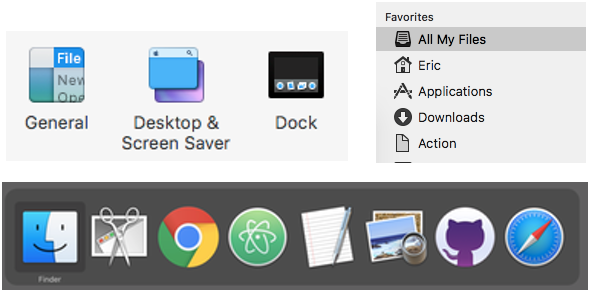 File
New
Ope
General
Desktop &
Screen Saver
Dock
Favorites
All My Files
Eric
Applications
Downloads
Action
Finder